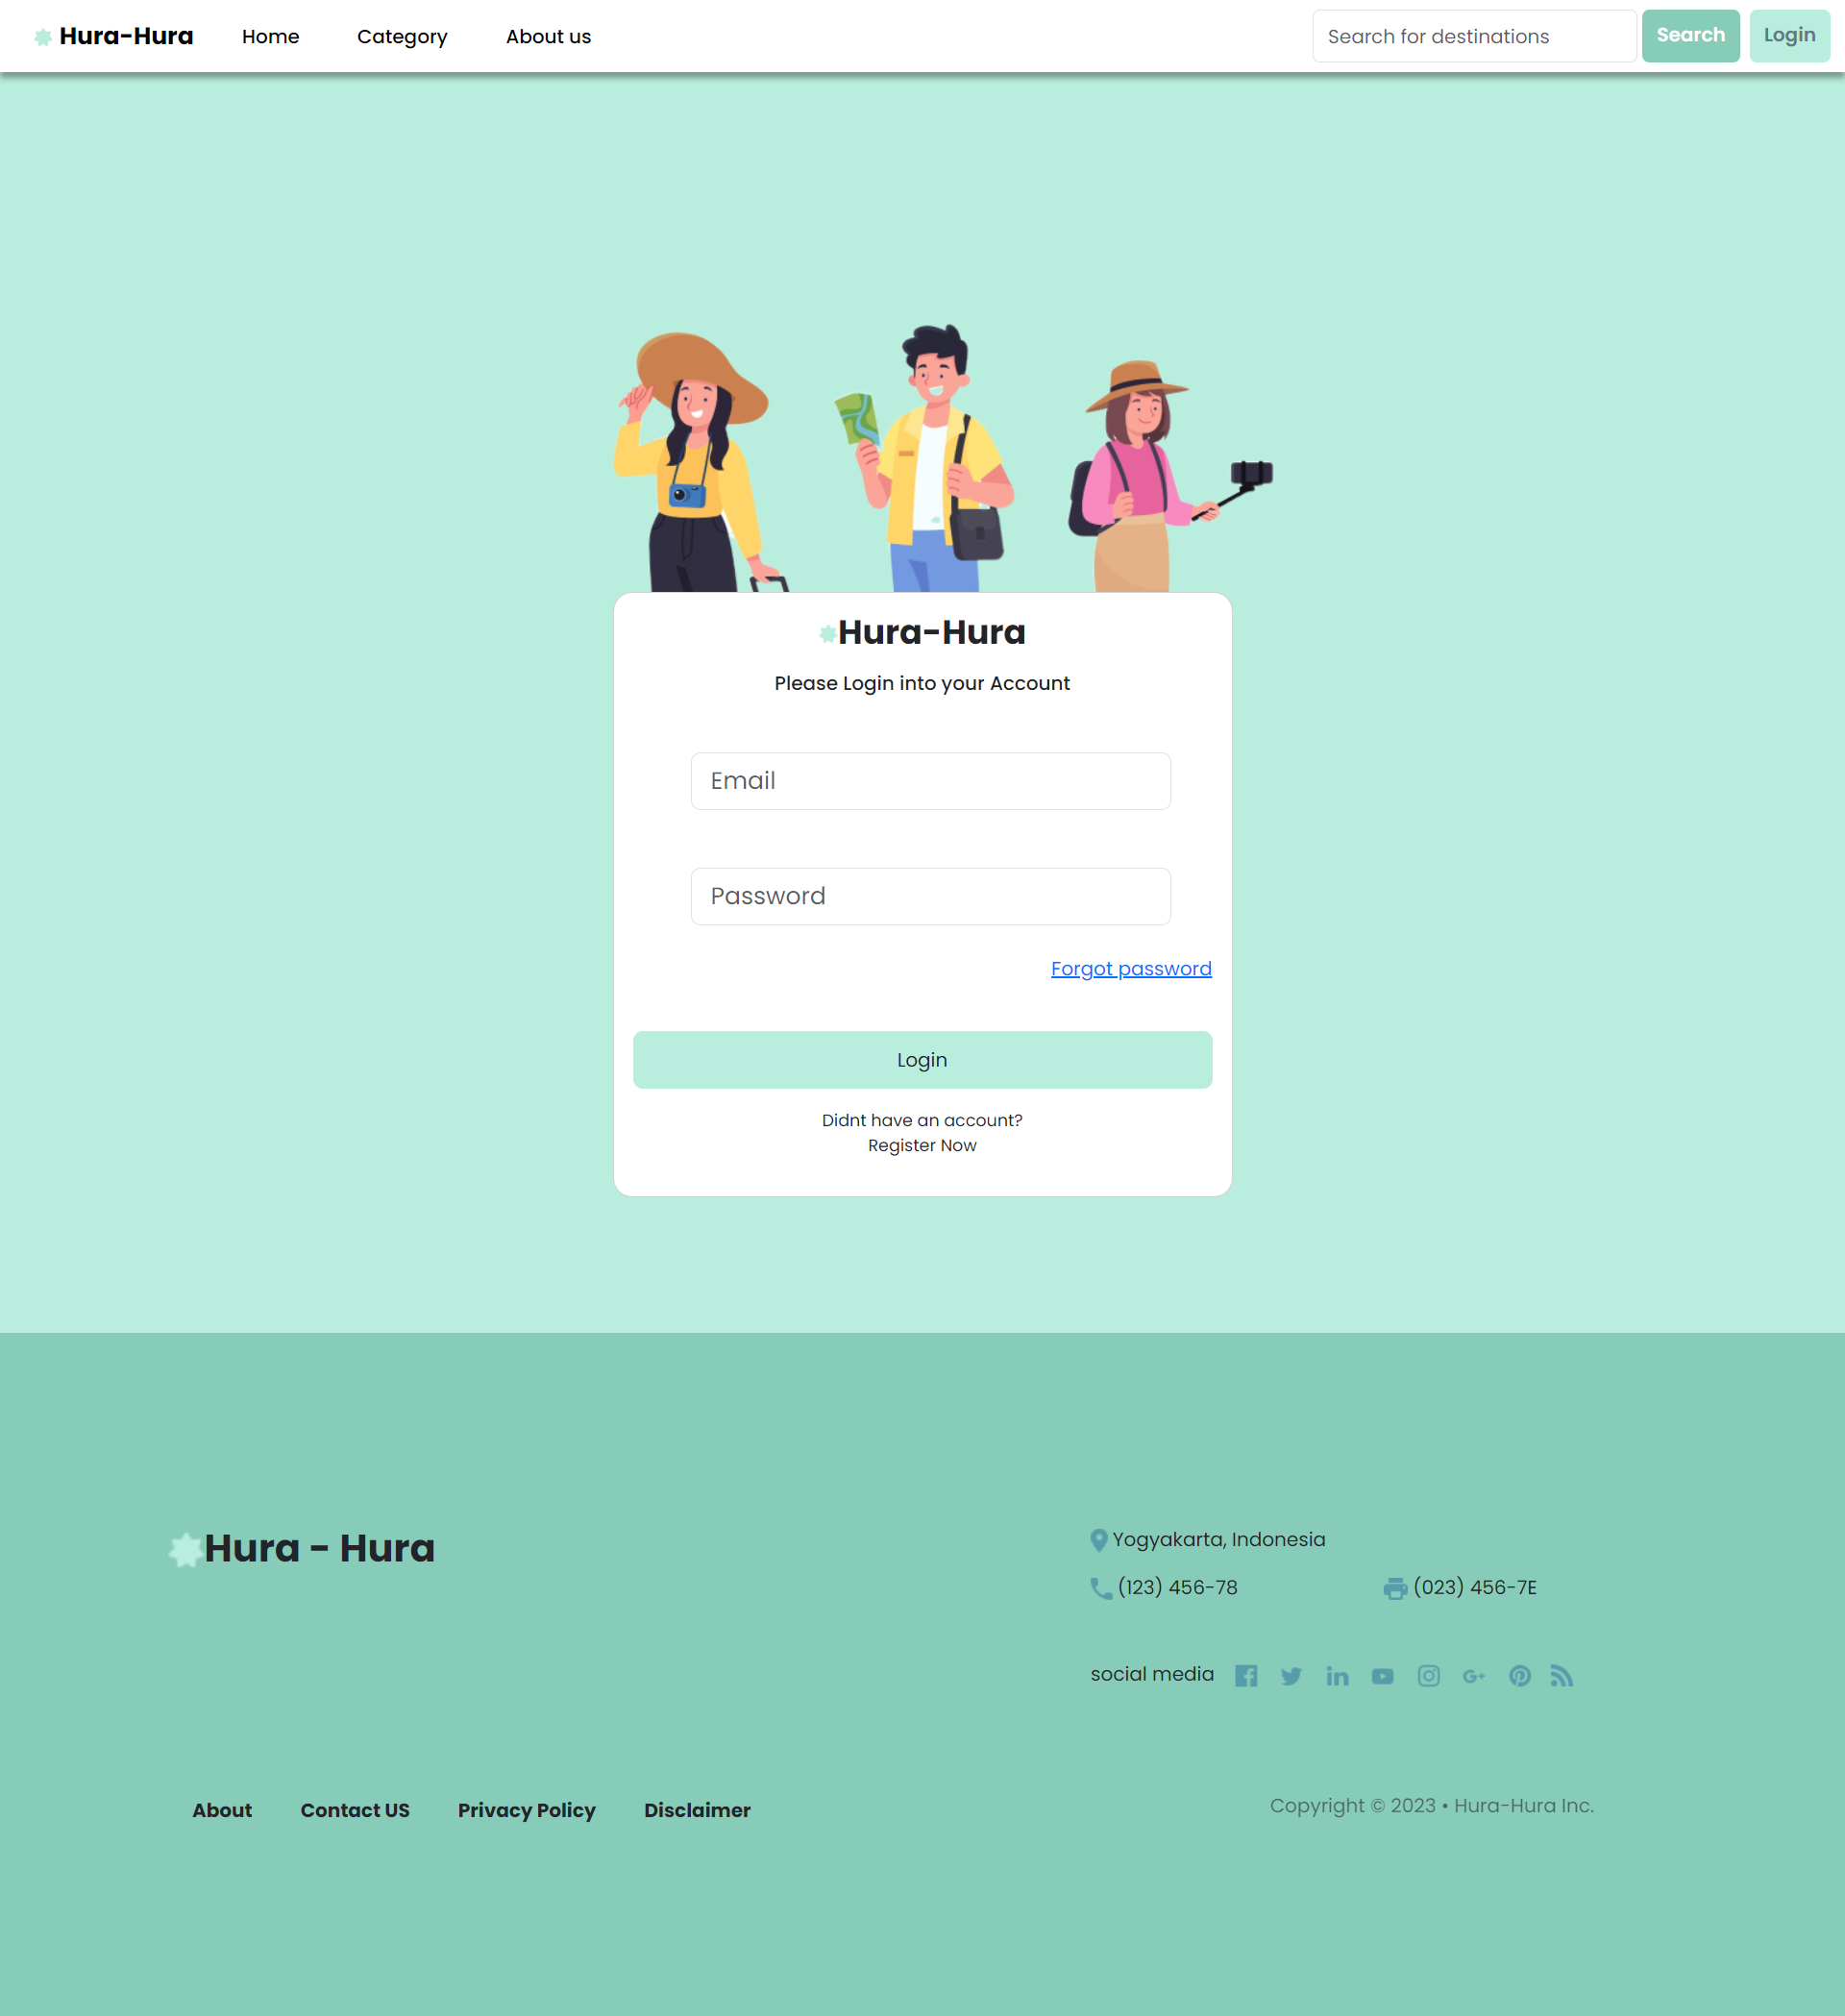 Hura-Hura Home Category About us Search for destinations Search Login
Hura-Hura
Please Login into your Account
Email
Password
Forgot password
Login
Didnt have an account?
Register Now
Hura - Hura
Yogyakarta, Indonesia
(123) 456-78 (023) 456-7E
social media
About Contact US Privacy Policy Disclaimer
Copyright © 2023 • Hura-Hura Inc.